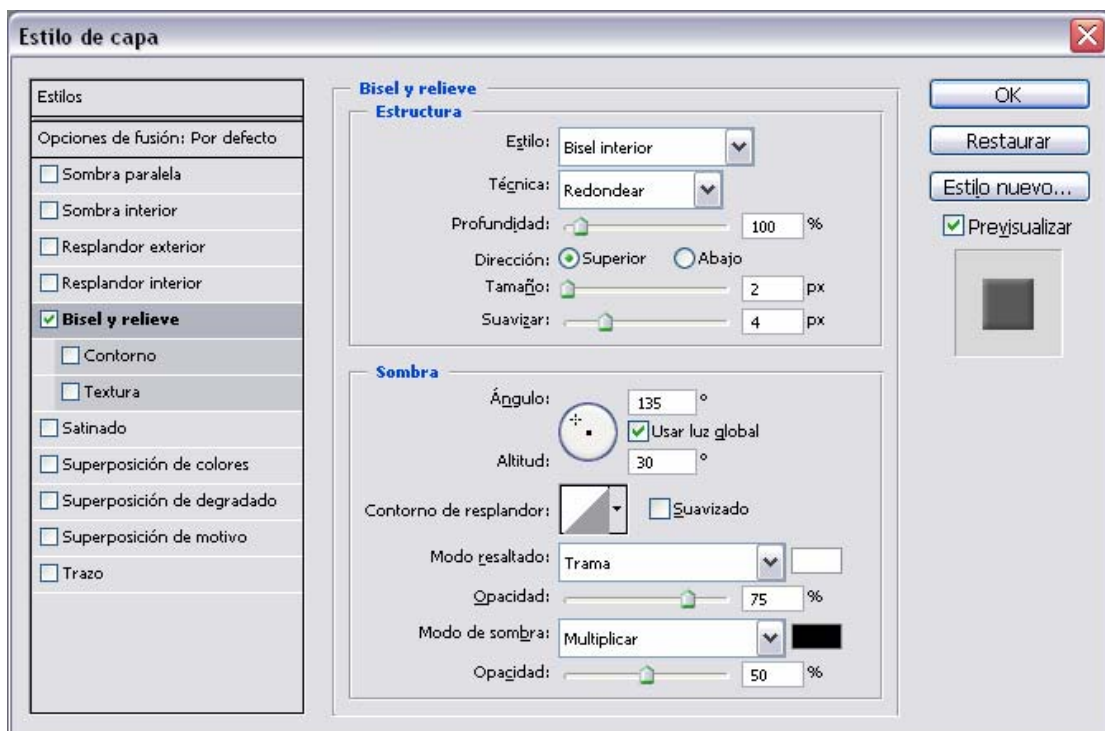 Estilo de capa
Estilos
Opciones de fusión: Por defecto
Sombra paralela
Sombra interior
Resplandor exterior
Resplandor interior
Bisel y relieve
Contorno
Textura
Satinado
Superposición de colores
Superposición de degradado
Superposición de motivo
Trazo
Bisel y relieve
Estructura
Estilo: Bisel interior
Técnica: Redondear
Profundidad: 100 %
Dirección: Superior Abajo
Tamaño: 2 px
Suavizar: 4 px
Sombra
Ángulo: 135 °
Usar luz global
Altitud: 30 °
Contorno de resplandor: Suavizado
Modo resaltado: Trama
Opacidad: 75 %
Modo de sombra: Multiplicar
Opacidad: 50 %
OK
Restaurar
Estilo nuevo...
Previsualizar